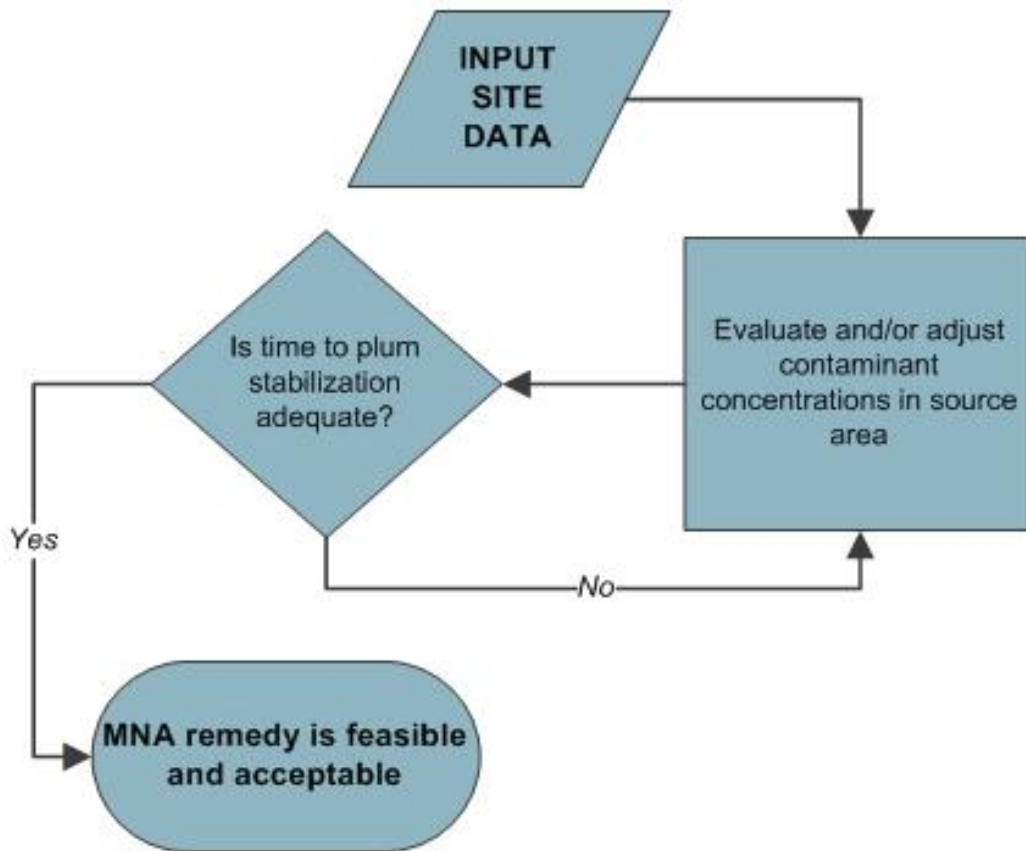 INPUT
SITE
DATA
Evaluate and/or adjust
contaminant
concentrations in source
area
Is time to plum
stabilization
adequate?
Yes
No
MNA remedy is feasible
and acceptable